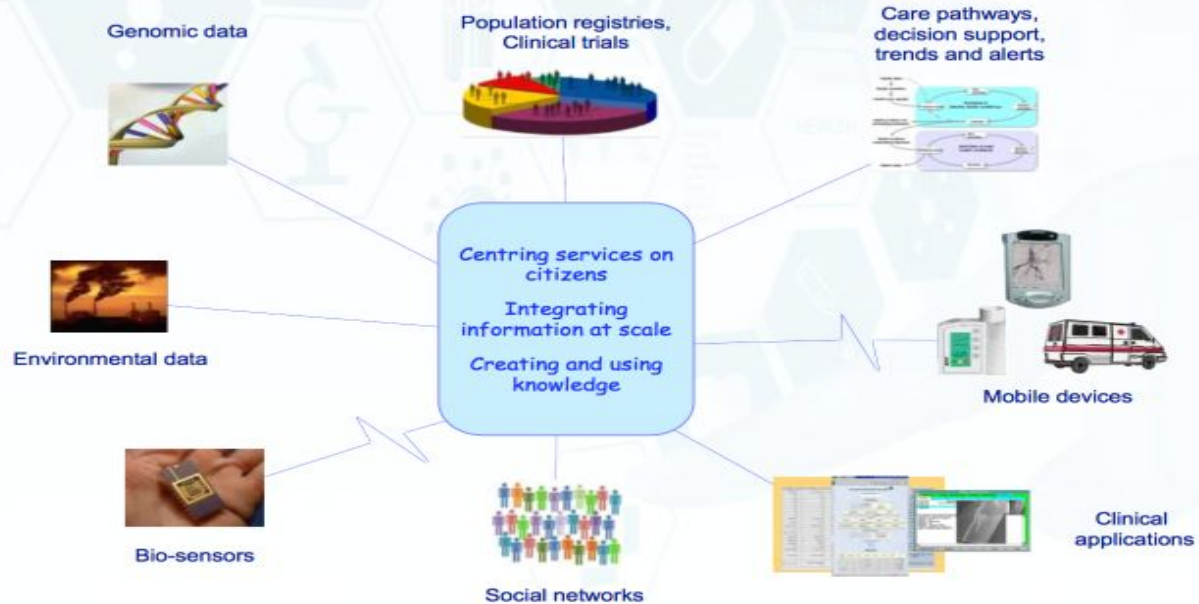 Genomic data
Population registries,
Clinical trials
Care pathways,
decision support,
trends and alerts
Centring services on
citizens
Integrating
information at scale
Creating and using
knowledge
Environmental data
Mobile devices
Bio-sensors
Social networks
Clinical
applications